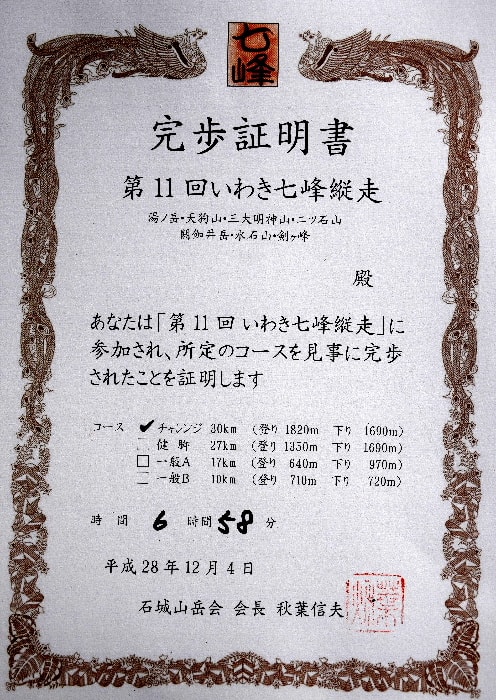 七峰
完歩証明書
第11回いわき七峰縦走
湯ノ岳・天狗山・三大明神山・二ツ石山
閼伽井岳・水石山・剣ヶ峰
殿
あなたは「第11回いわき七峰縦走」に
参加され、所定のコースを見事に完歩
されたことを証明します
コース ✔ チャレンジ 30km (登り 1820m 下り 1690m)
□ 健脚 27km (登り 1350m 下り 1690m)
□ 一般A 17km (登り 640m 下り 970m)
□ 一般B 10km (登り 710m 下り 720m)
時間 6 時間 58 分
平成28年12月4日
石城山岳会 会長 秋葉信夫